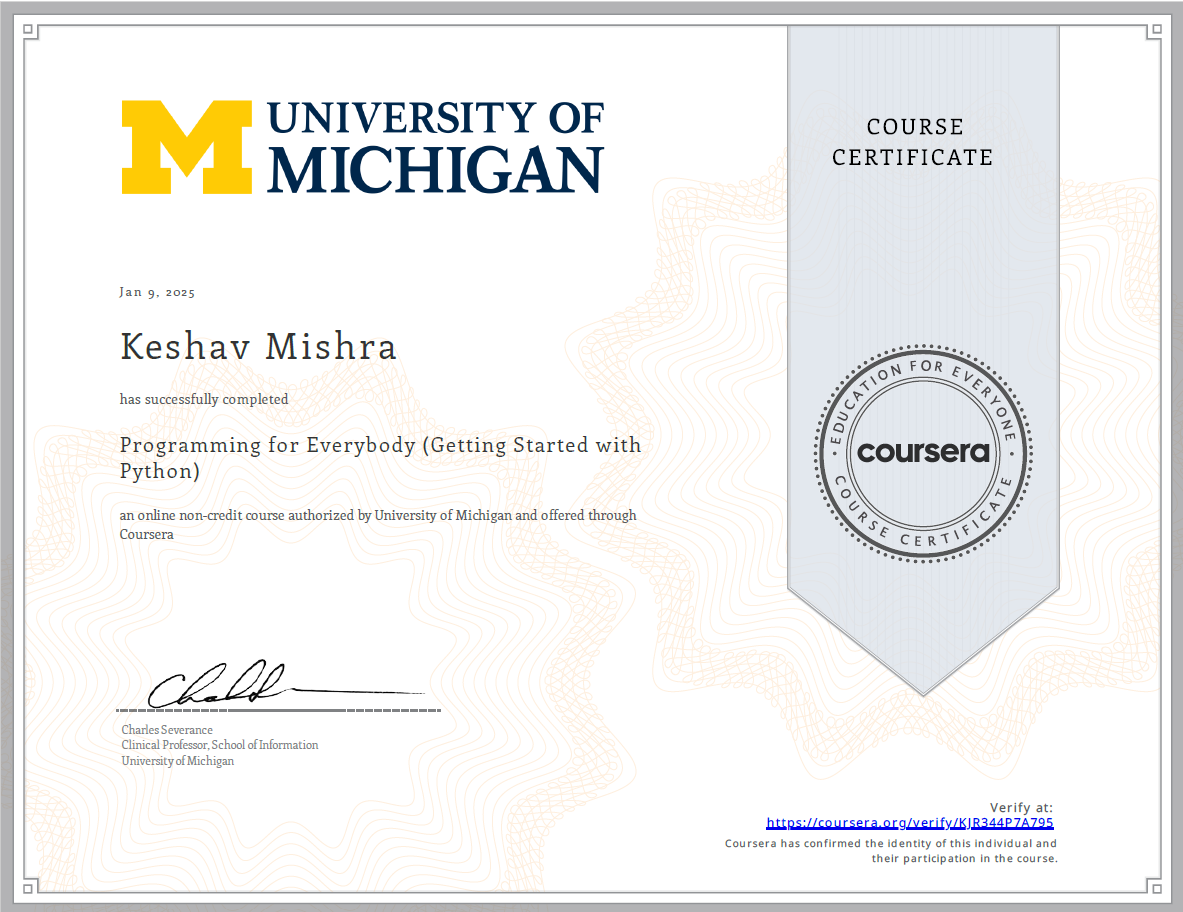 UNIVERSITY OF
MICHIGAN
COURSE
CERTIFICATE
Jan 9, 2025
Keshav Mishra
has successfully completed
Programming for Everybody (Getting Started with
Python)
an online non-credit course authorized by University of Michigan and offered through
Coursera
EDUCATION FOR EVERYONE
coursera
COURSE CERTIFICATE
Charles Severance
Clinical Professor, School of Information
University of Michigan
Verify at:
https://coursera.org/verify/KJR344P7A795
Coursera has confirmed the identity of this individual and
their participation in the course.